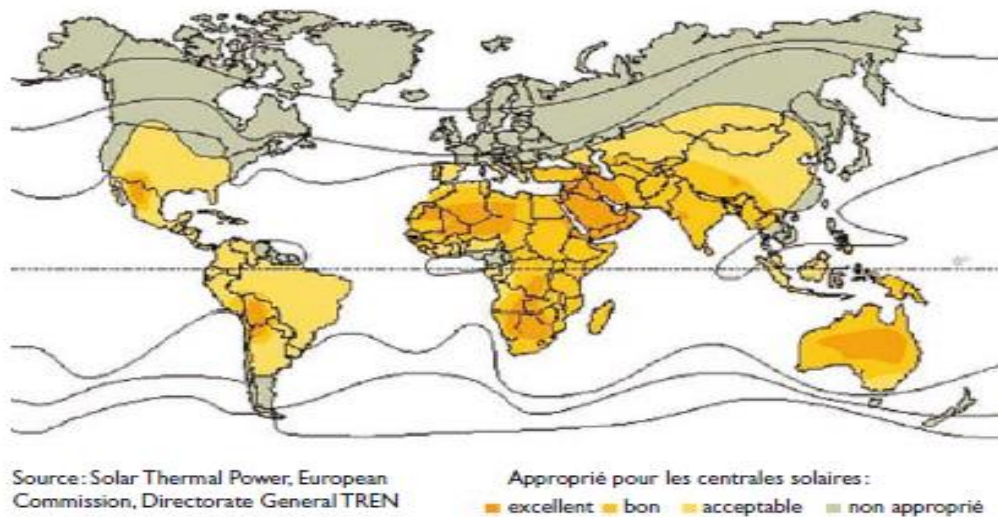 Source: Solar Thermal Power, European
Commission, Directorate General TREN
Approprié pour les centrales solaires:
excellent bon acceptable non approprié